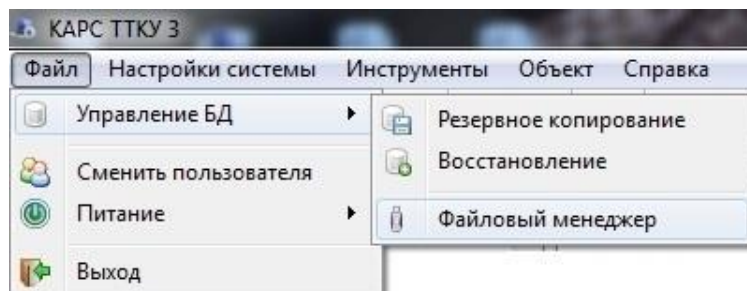 КАРС ТТКУ 3
Файл Настройки системы Инструменты Объект Справка
Управление БД
Резервное копирование
Восстановление
Сменить пользователя
Питание
Файловый менеджер
Выход